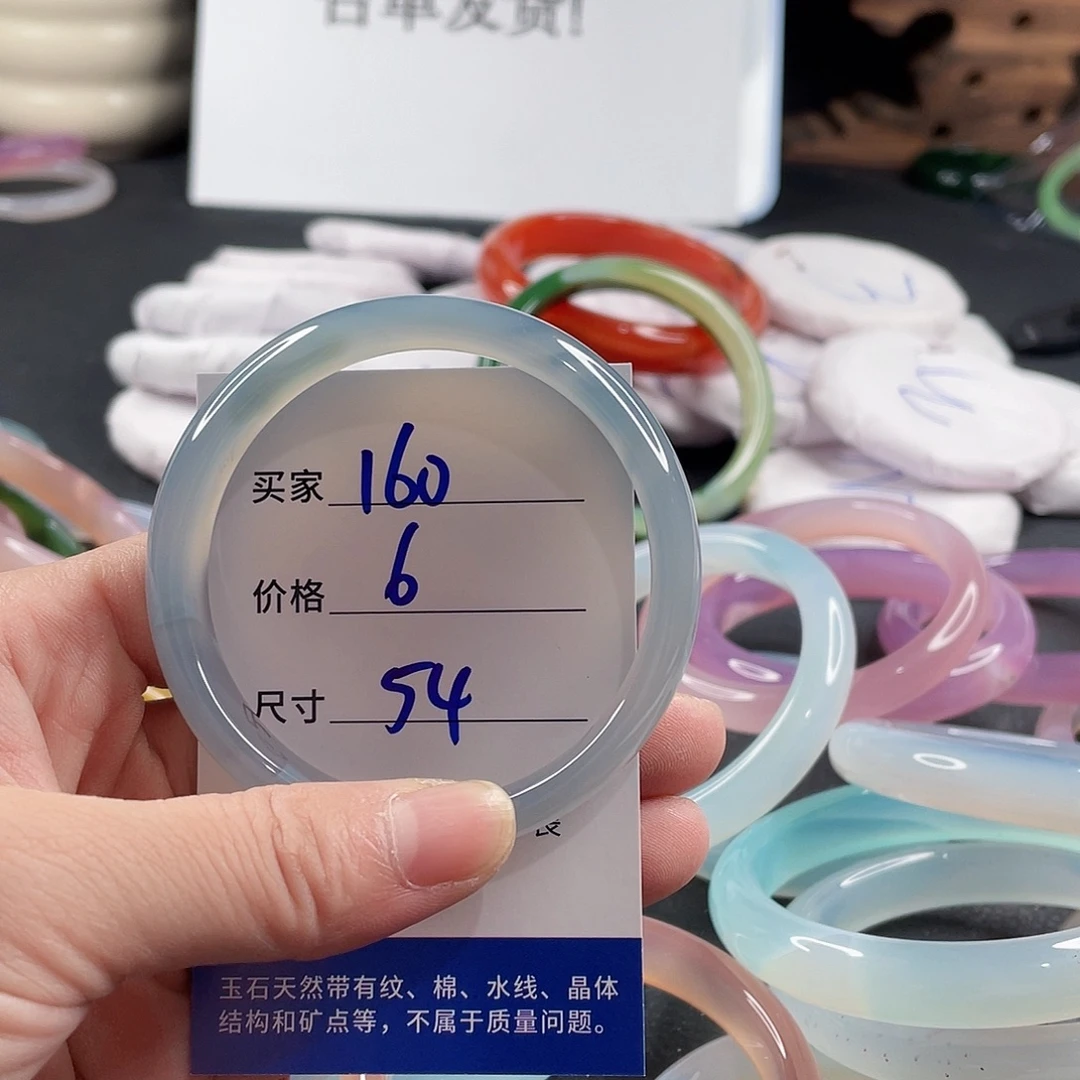 买家 160
价格 6
尺寸 54
玉石天然带有纹、棉、水线、晶体
结构和矿点等，不属于质量问题。